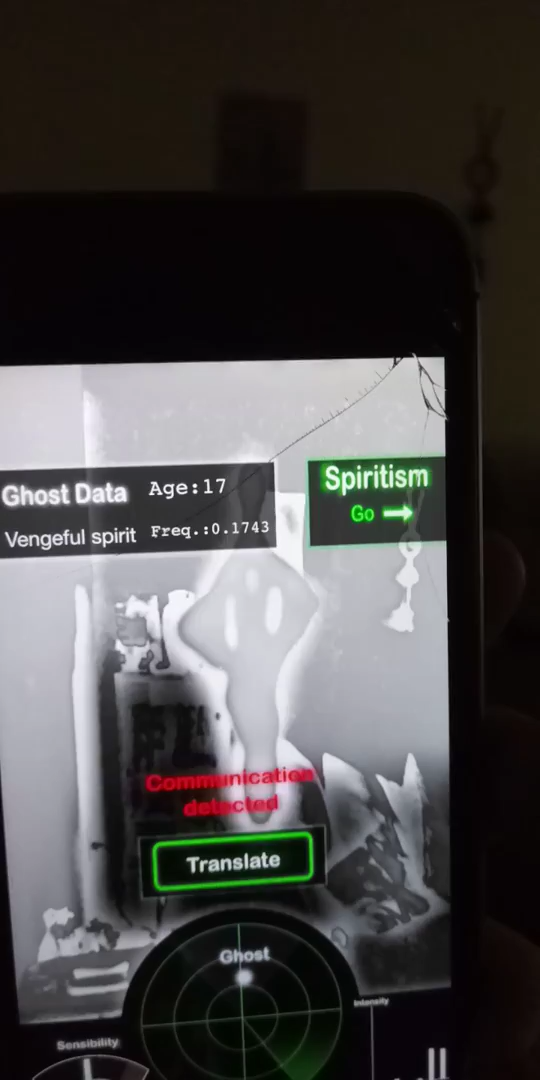 Ghost Data
Age:17
Vengeful spirit
Freq.:0.1743
Spiritism
Go
Communication
detected
Translate
Ghost
Sensibility
Intensity